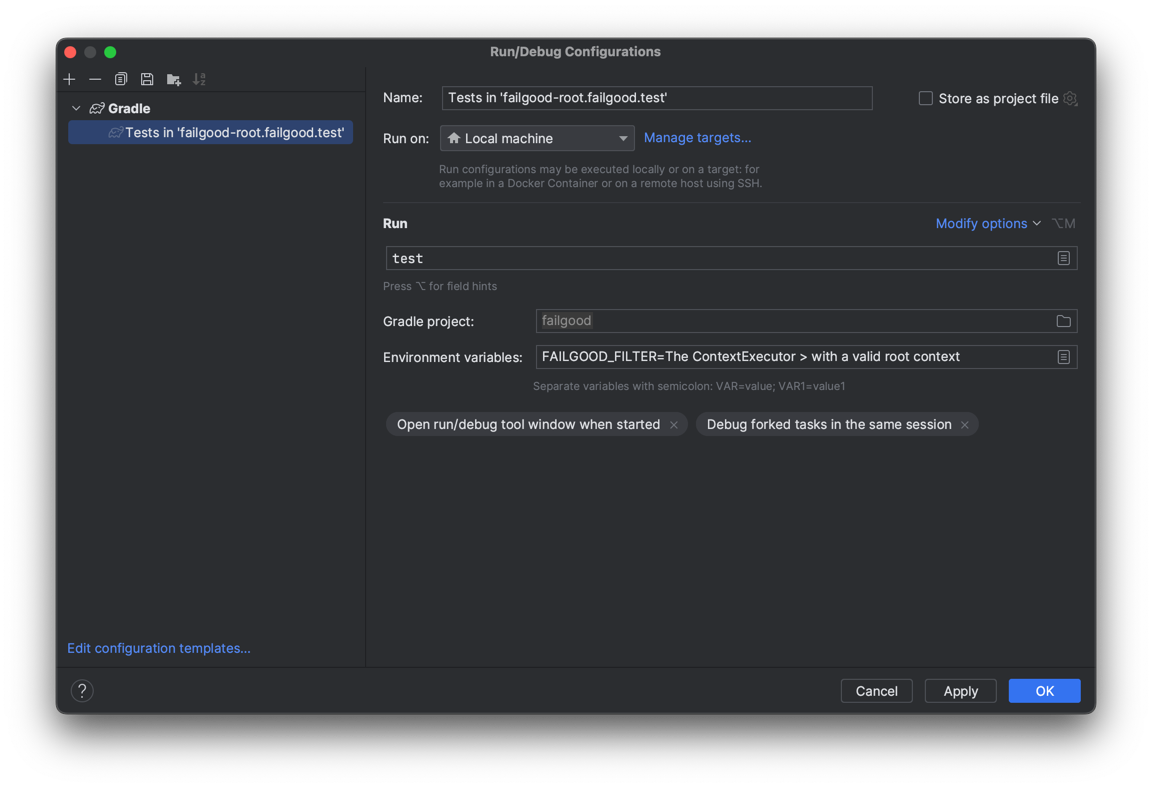 Run/Debug Configurations
Gradle
Tests in 'failgood-root.failgood.test'
Edit configuration templates...
Name: Tests in 'failgood-root.failgood.test'
Store as project file
Run on: Local machine
Manage targets...
Run configurations may be executed locally or on a target: for
example in a Docker Container or on a remote host using SSH.
Run
Modify options ⌥M
test
Press ⌥ for field hints
Gradle project: failgood
Environment variables: FAILGOOD_FILTER=The ContextExecutor > with a valid root context
Separate variables with semicolon: VAR=value; VAR1=value1
Open run/debug tool window when started ×
Debug forked tasks in the same session ×
?
Cancel
Apply
OK